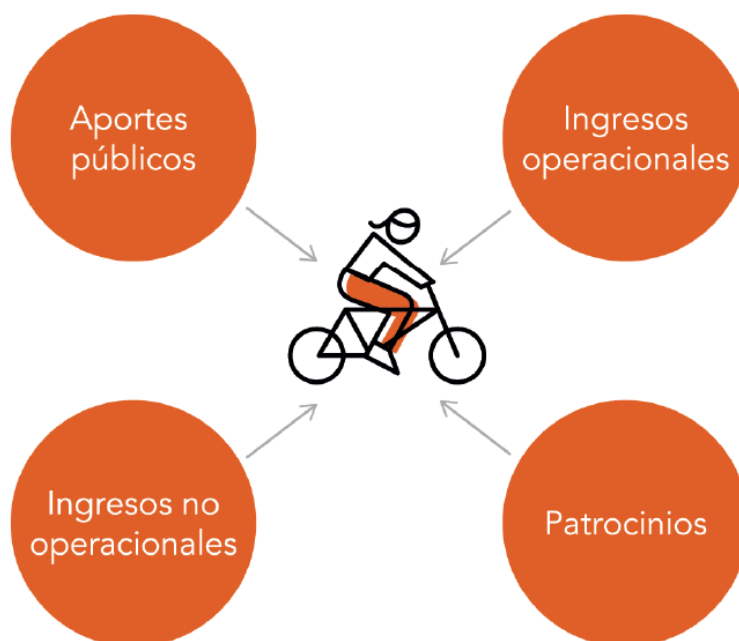 Aportes
públicos
Ingresos
operacionales
Ingresos no
operacionales
Patrocinios